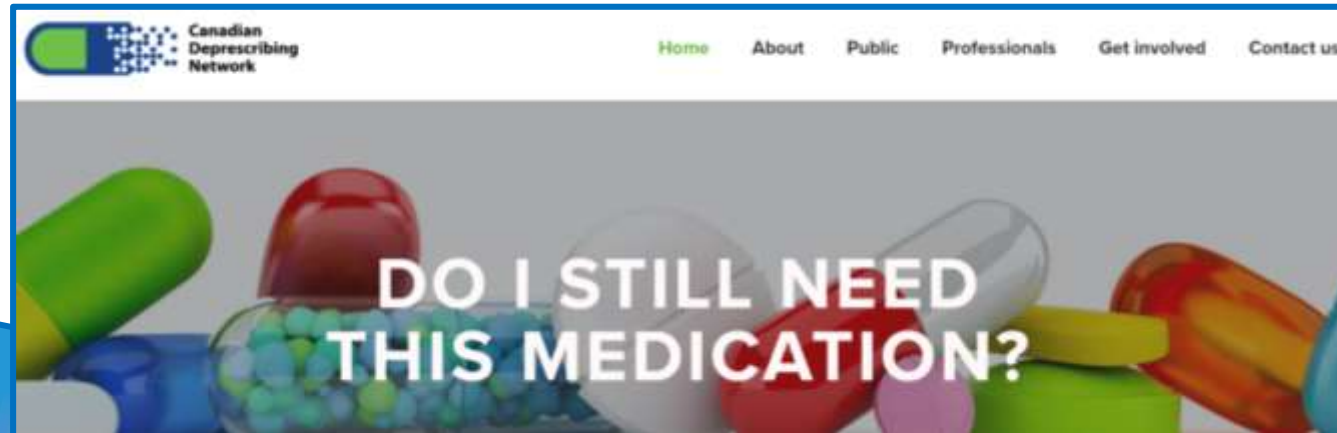 Canadian
Deprescribing
Network
Home About Public Professionals Get involved Contact us
DO I STILL NEED
THIS MEDICATION?